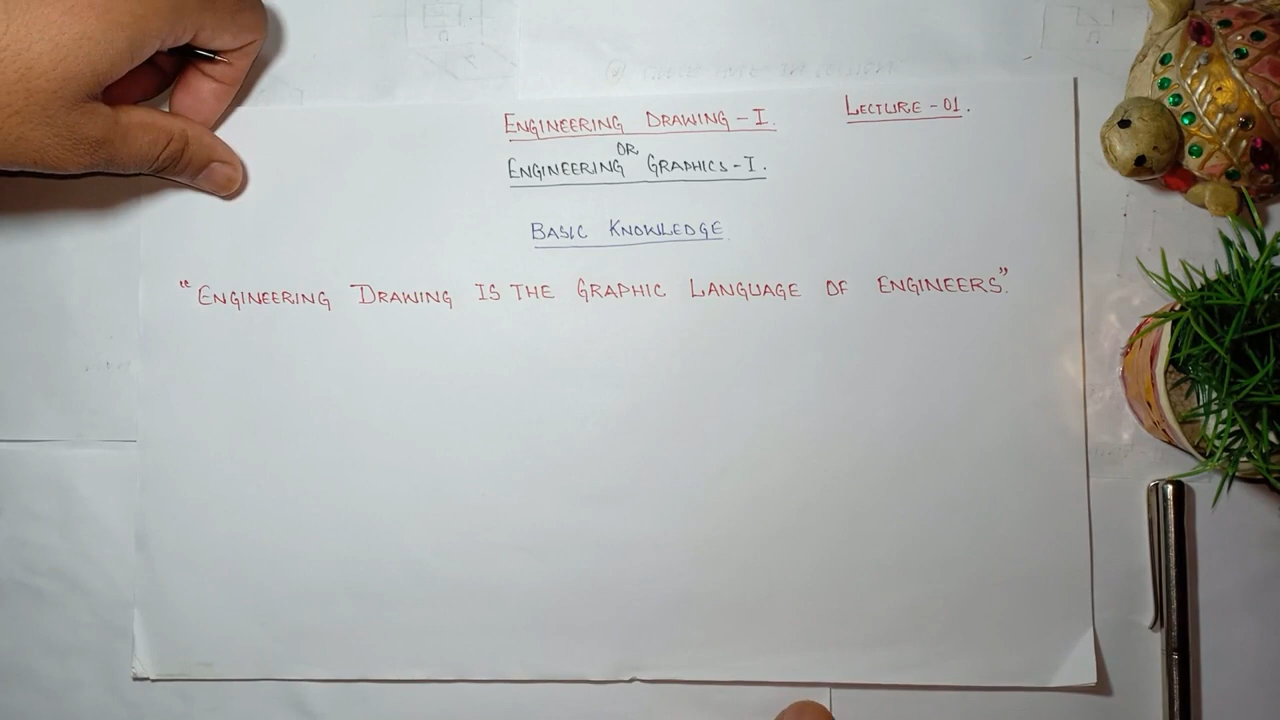 ENGINEERING DRAWING - I. LECTURE - 01.
OR
ENGINEERING GRAPHICS - I.
BASIC KNOWLEDGE
“ENGINEERING DRAWING IS THE GRAPHIC LANGUAGE OF ENGINEERS.”